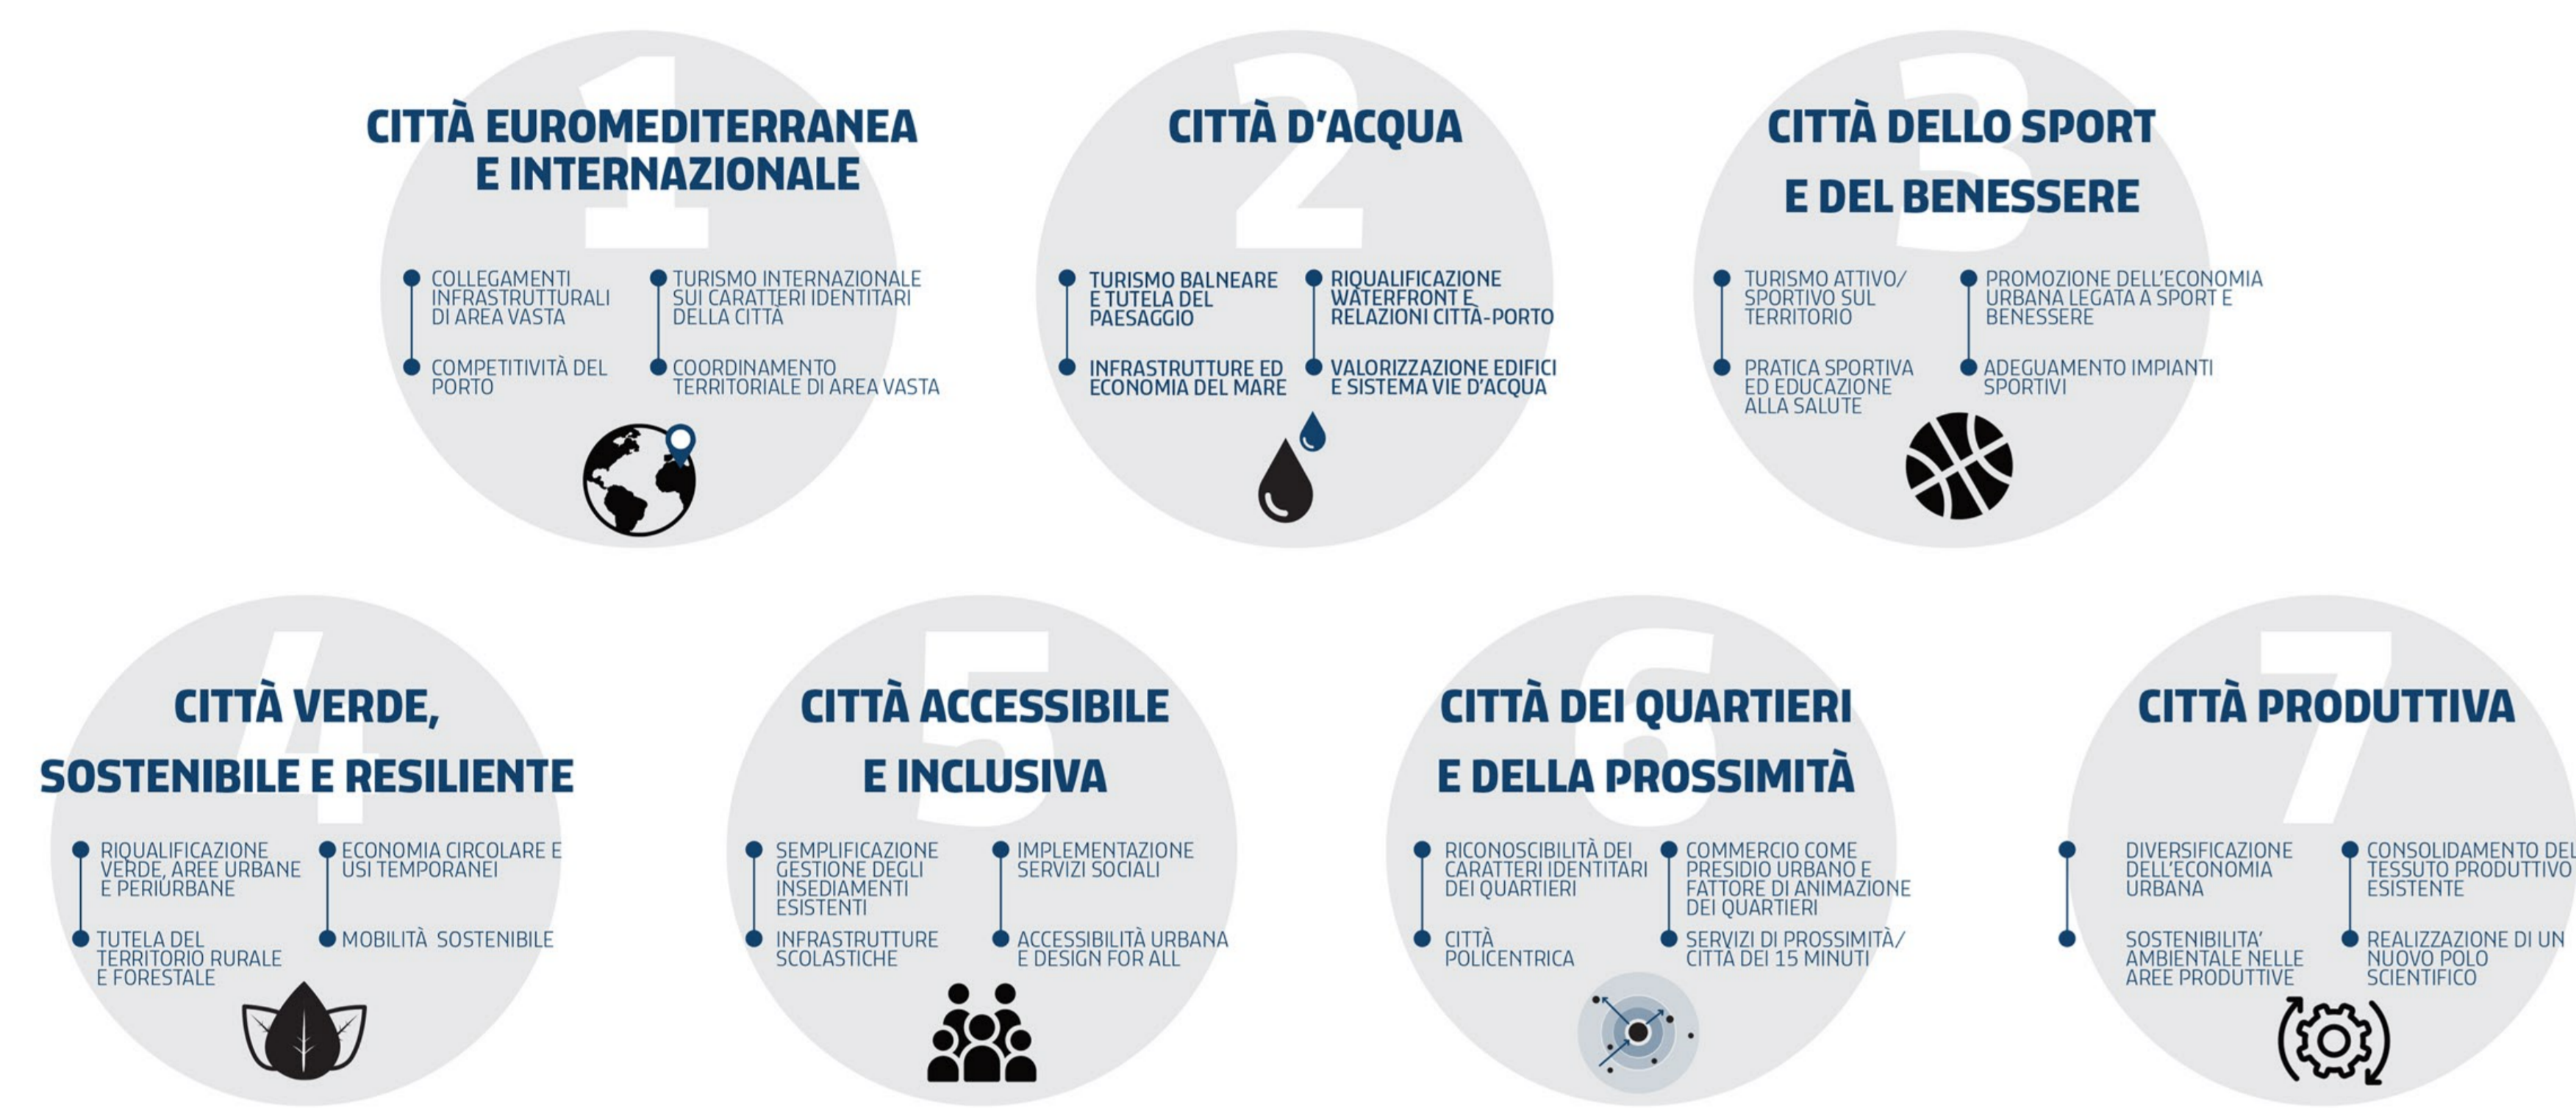 1
CITTÀ EUROMEDITERRANEA
E INTERNAZIONALE
COLLEGAMENTI
INFRASTRUTTURALI
DI AREA VASTA
COMPETITIVITÀ DEL
PORTO
TURISMO INTERNAZIONALE
SUI CARATTERI IDENTITARI
DELLA CITTÀ
COORDINAMENTO
TERRITORIALE DI AREA VASTA
2
CITTÀ D'ACQUA
TURISMO BALNEARE
E TUTELA DEL
PAESAGGIO
INFRASTRUTTURE ED
ECONOMIA DEL MARE
RIQUALIFICAZIONE
WATERFRONT E
RELAZIONI CITTÀ-PORTO
VALORIZZAZIONE EDIFICI
E SISTEMA VIE D'ACQUA
3
CITTÀ DELLO SPORT
E DEL BENESSERE
TURISMO ATTIVO/
SPORTIVO SUL
TERRITORIO
PRATICA SPORTIVA
ED EDUCAZIONE
ALLA SALUTE
PROMOZIONE DELL'ECONOMIA
URBANA LEGATA A SPORT E
BENESSERE
ADEGUAMENTO IMPIANTI
SPORTIVI
4
CITTÀ VERDE,
SOSTENIBILE E RESILIENTE
RIQUALIFICAZIONE
VERDE, AREE URBANE
E PERIURBANE
TUTELA DEL
TERRITORIO RURALE
E FORESTALE
ECONOMIA CIRCOLARE E
USI TEMPORANEI
MOBILITÀ SOSTENIBILE
5
CITTÀ ACCESSIBILE
E INCLUSIVA
SEMPLIFICAZIONE
GESTIONE DEGLI
INSEDIAMENTI
ESISTENTI
INFRASTRUTTURE
SCOLASTICHE
IMPLEMENTAZIONE
SERVIZI SOCIALI
ACCESSIBILITÀ URBANA
E DESIGN FOR ALL
6
CITTÀ DEI QUARTIERI
E DELLA PROSSIMITÀ
RICONOSCIBILITÀ DEI
CARATTERI IDENTITARI
DEI QUARTIERI
CITTÀ
POLICENTRICA
COMMERCIO COME
PRESIDIO URBANO E
FATTORE DI ANIMAZIONE
DEI QUARTIERI
SERVIZI DI PROSSIMITÀ/
CITTÀ DEI 15 MINUTI
7
CITTÀ PRODUTTIVA
DIVERSIFICAZIONE
DELL'ECONOMIA
URBANA
SOSTENIBILITA'
AMBIENTALE NELLE
AREE PRODUTTIVE
CONSOLIDAMENTO DEL
TESSUTO PRODUTTIVO
ESISTENTE
REALIZZAZIONE DI UN
NUOVO POLO
SCIENTIFICO